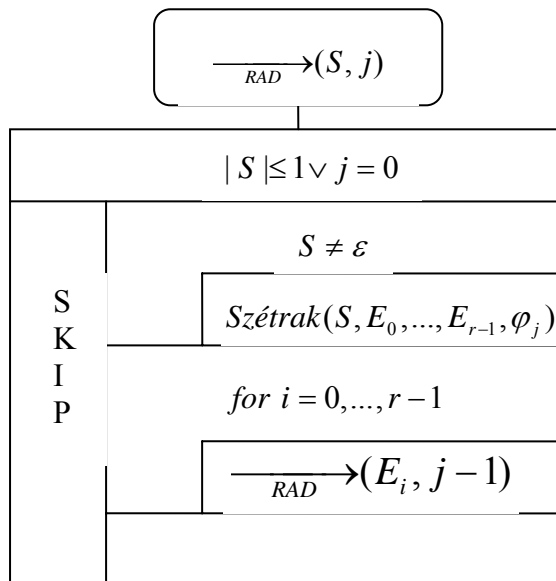 ⟶RAD (S, j)
| S |≤ 1 ∨ j = 0
S K I P
S ≠ ε
Szétrak(S, E₀,..., Eᵣ₋₁, φⱼ)
for i = 0,..., r − 1
⟶RAD (Eᵢ, j − 1)